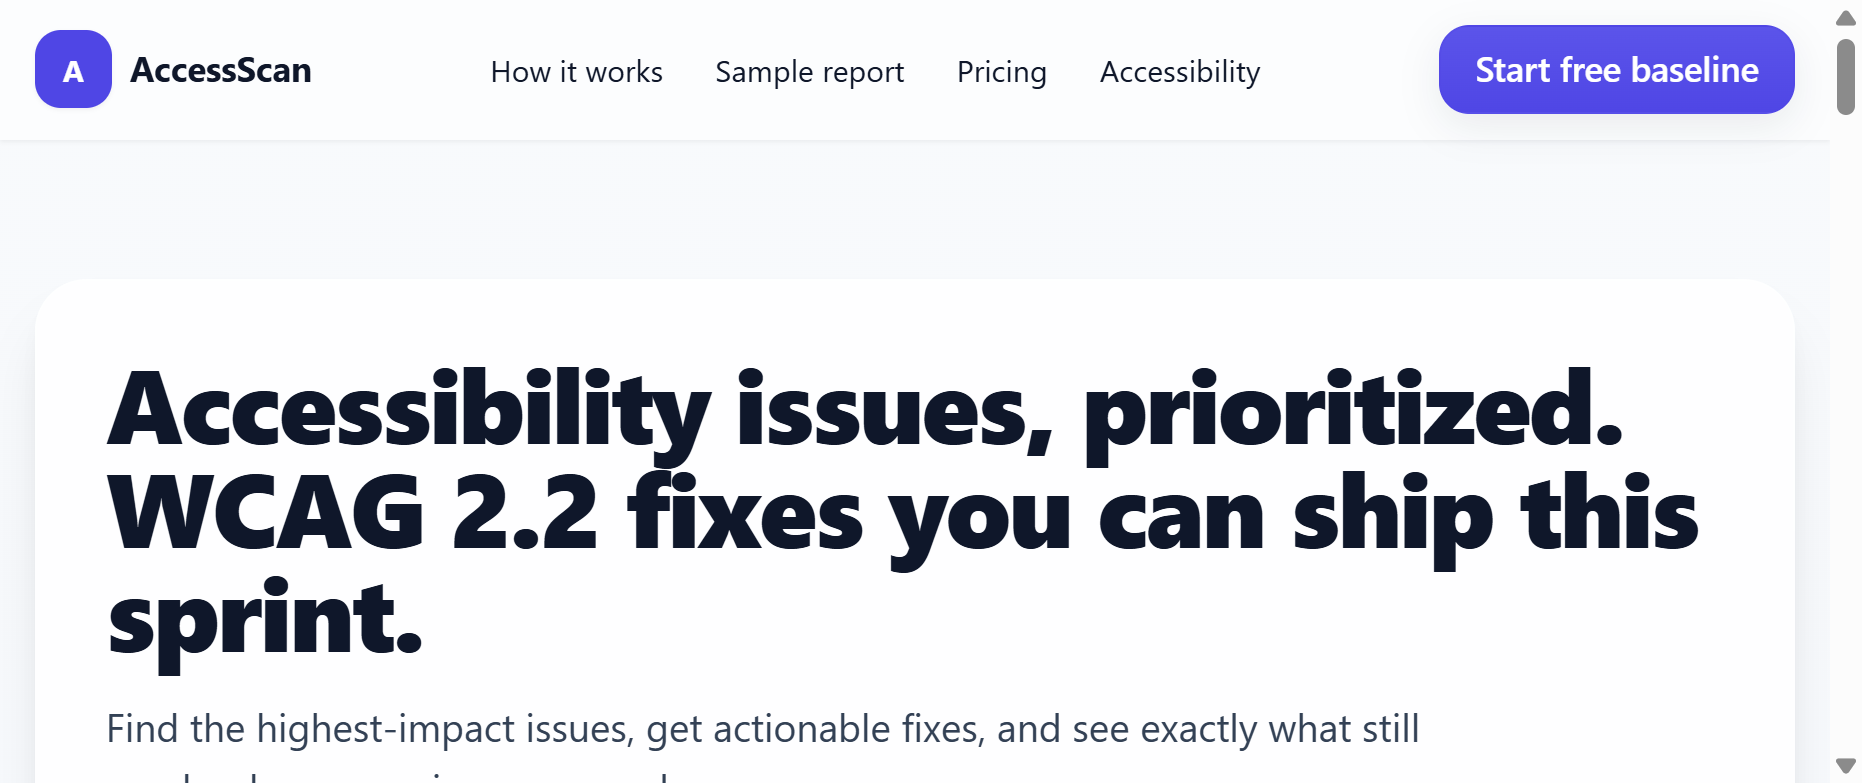 A
AccessScan
How it works
Sample report
Pricing
Accessibility
Start free baseline
Accessibility issues, prioritized.
WCAG 2.2 fixes you can ship this
sprint.
Find the highest-impact issues, get actionable fixes, and see exactly what still